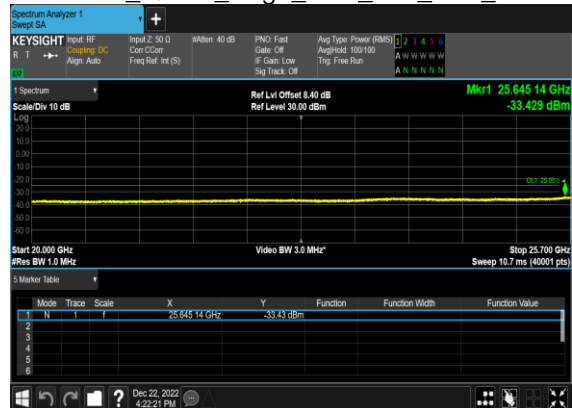 Spectrum Analyzer 1
Swept SA
+
KEYSIGHT Input: RF Input Z: 50 Ω #Atten: 40 dB PNO: Fast Avg Type: Power (RMS) 1 2 3 4 5 6
R T Coupling: DC Corr CCorr Gate: Off Avg|Hold: 100/100 A W W W W W
Align: Auto Freq Ref: Int (S) IF Gain: Low Trig: Free Run
Sig Track: Off A N N N N N
1 Spectrum Ref Lvl Offset 8.40 dB Mkr1 25.645 14 GHz
Scale/Div 10 dB Ref Level 30.00 dBm -33.429 dBm
Log
20.0
10.0
0.00
-10.0
-20.0
DL1 -25.00
-30.0
-40.0
-50.0
-60.0
Start 20.000 GHz Video BW 3.0 MHz* Stop 25.700 GHz
#Res BW 1.0 MHz Sweep 10.7 ms (40001 pts)
5 Marker Table
Mode Trace Scale X Y Function Function Width Function Value
1 N 1 f 25.645 14 GHz -33.43 dBm
2
3
4
5
6
? Dec 22, 2022
4:22:21 PM